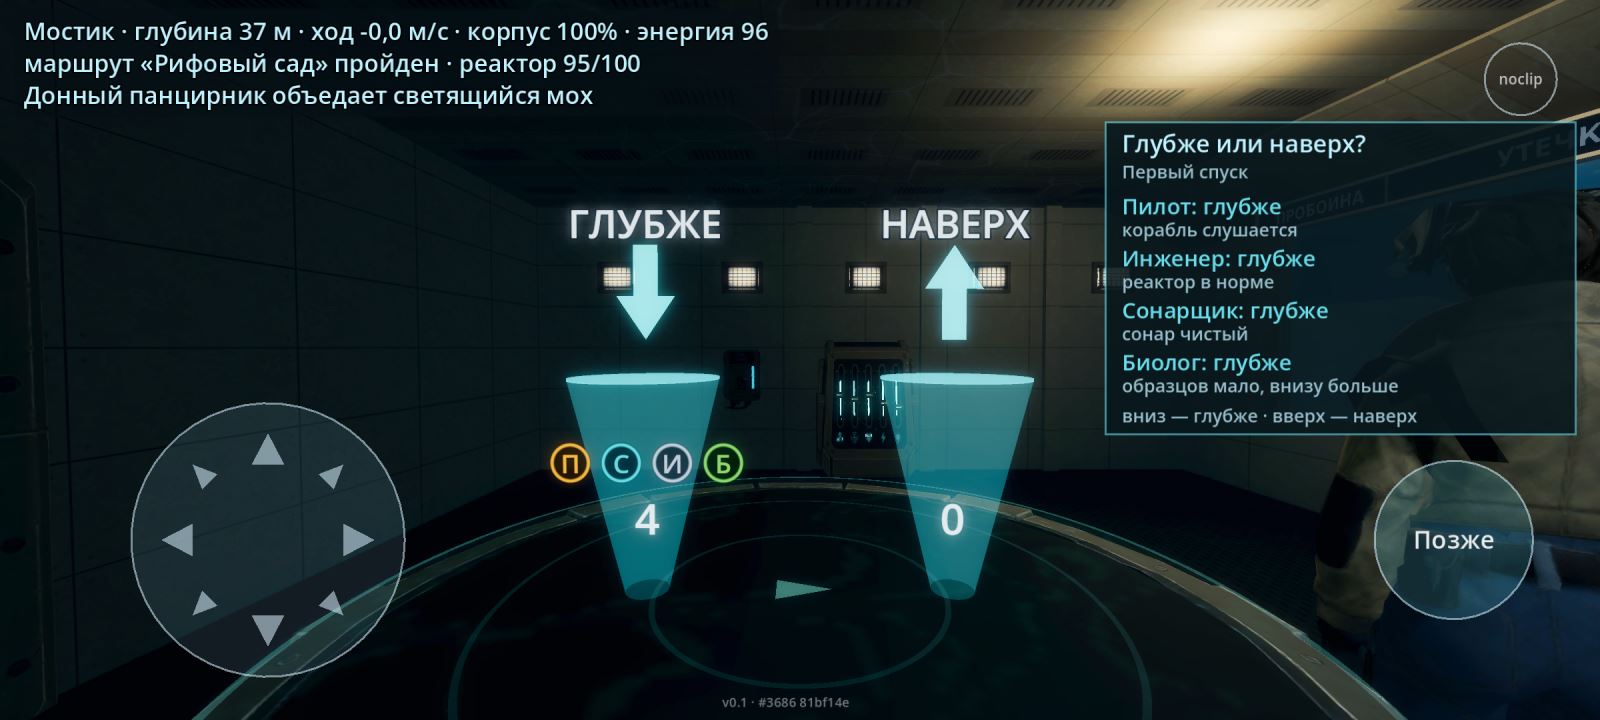 Мостик · глубина 37 м · ход -0,0 м/с · корпус 100% · энергия 96
маршрут «Рифовый сад» пройден · реактор 95/100
Донный панцирник объедает светящийся мох
noclip
УТЕЧК
ПРОБОИНА
Глубже или наверх?
Первый спуск
Пилот: глубже
корабль слушается
Инженер: глубже
реактор в норме
Сонарщик: глубже
сонар чистый
Биолог: глубже
образцов мало, внизу больше
вниз — глубже · вверх — наверх
ГЛУБЖЕ
НАВЕРХ
П С И Б
4
0
Позже
v0.1 · #3686 81bf14e